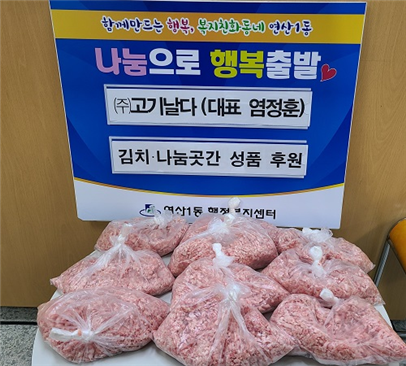 함께만드는 행복, 복지친화동네 연산1동
나눔으로 행복출발
㈜고기날다 (대표 염정훈)
김치·나눔곳간 성품 후원
연산1동 행정복지센터